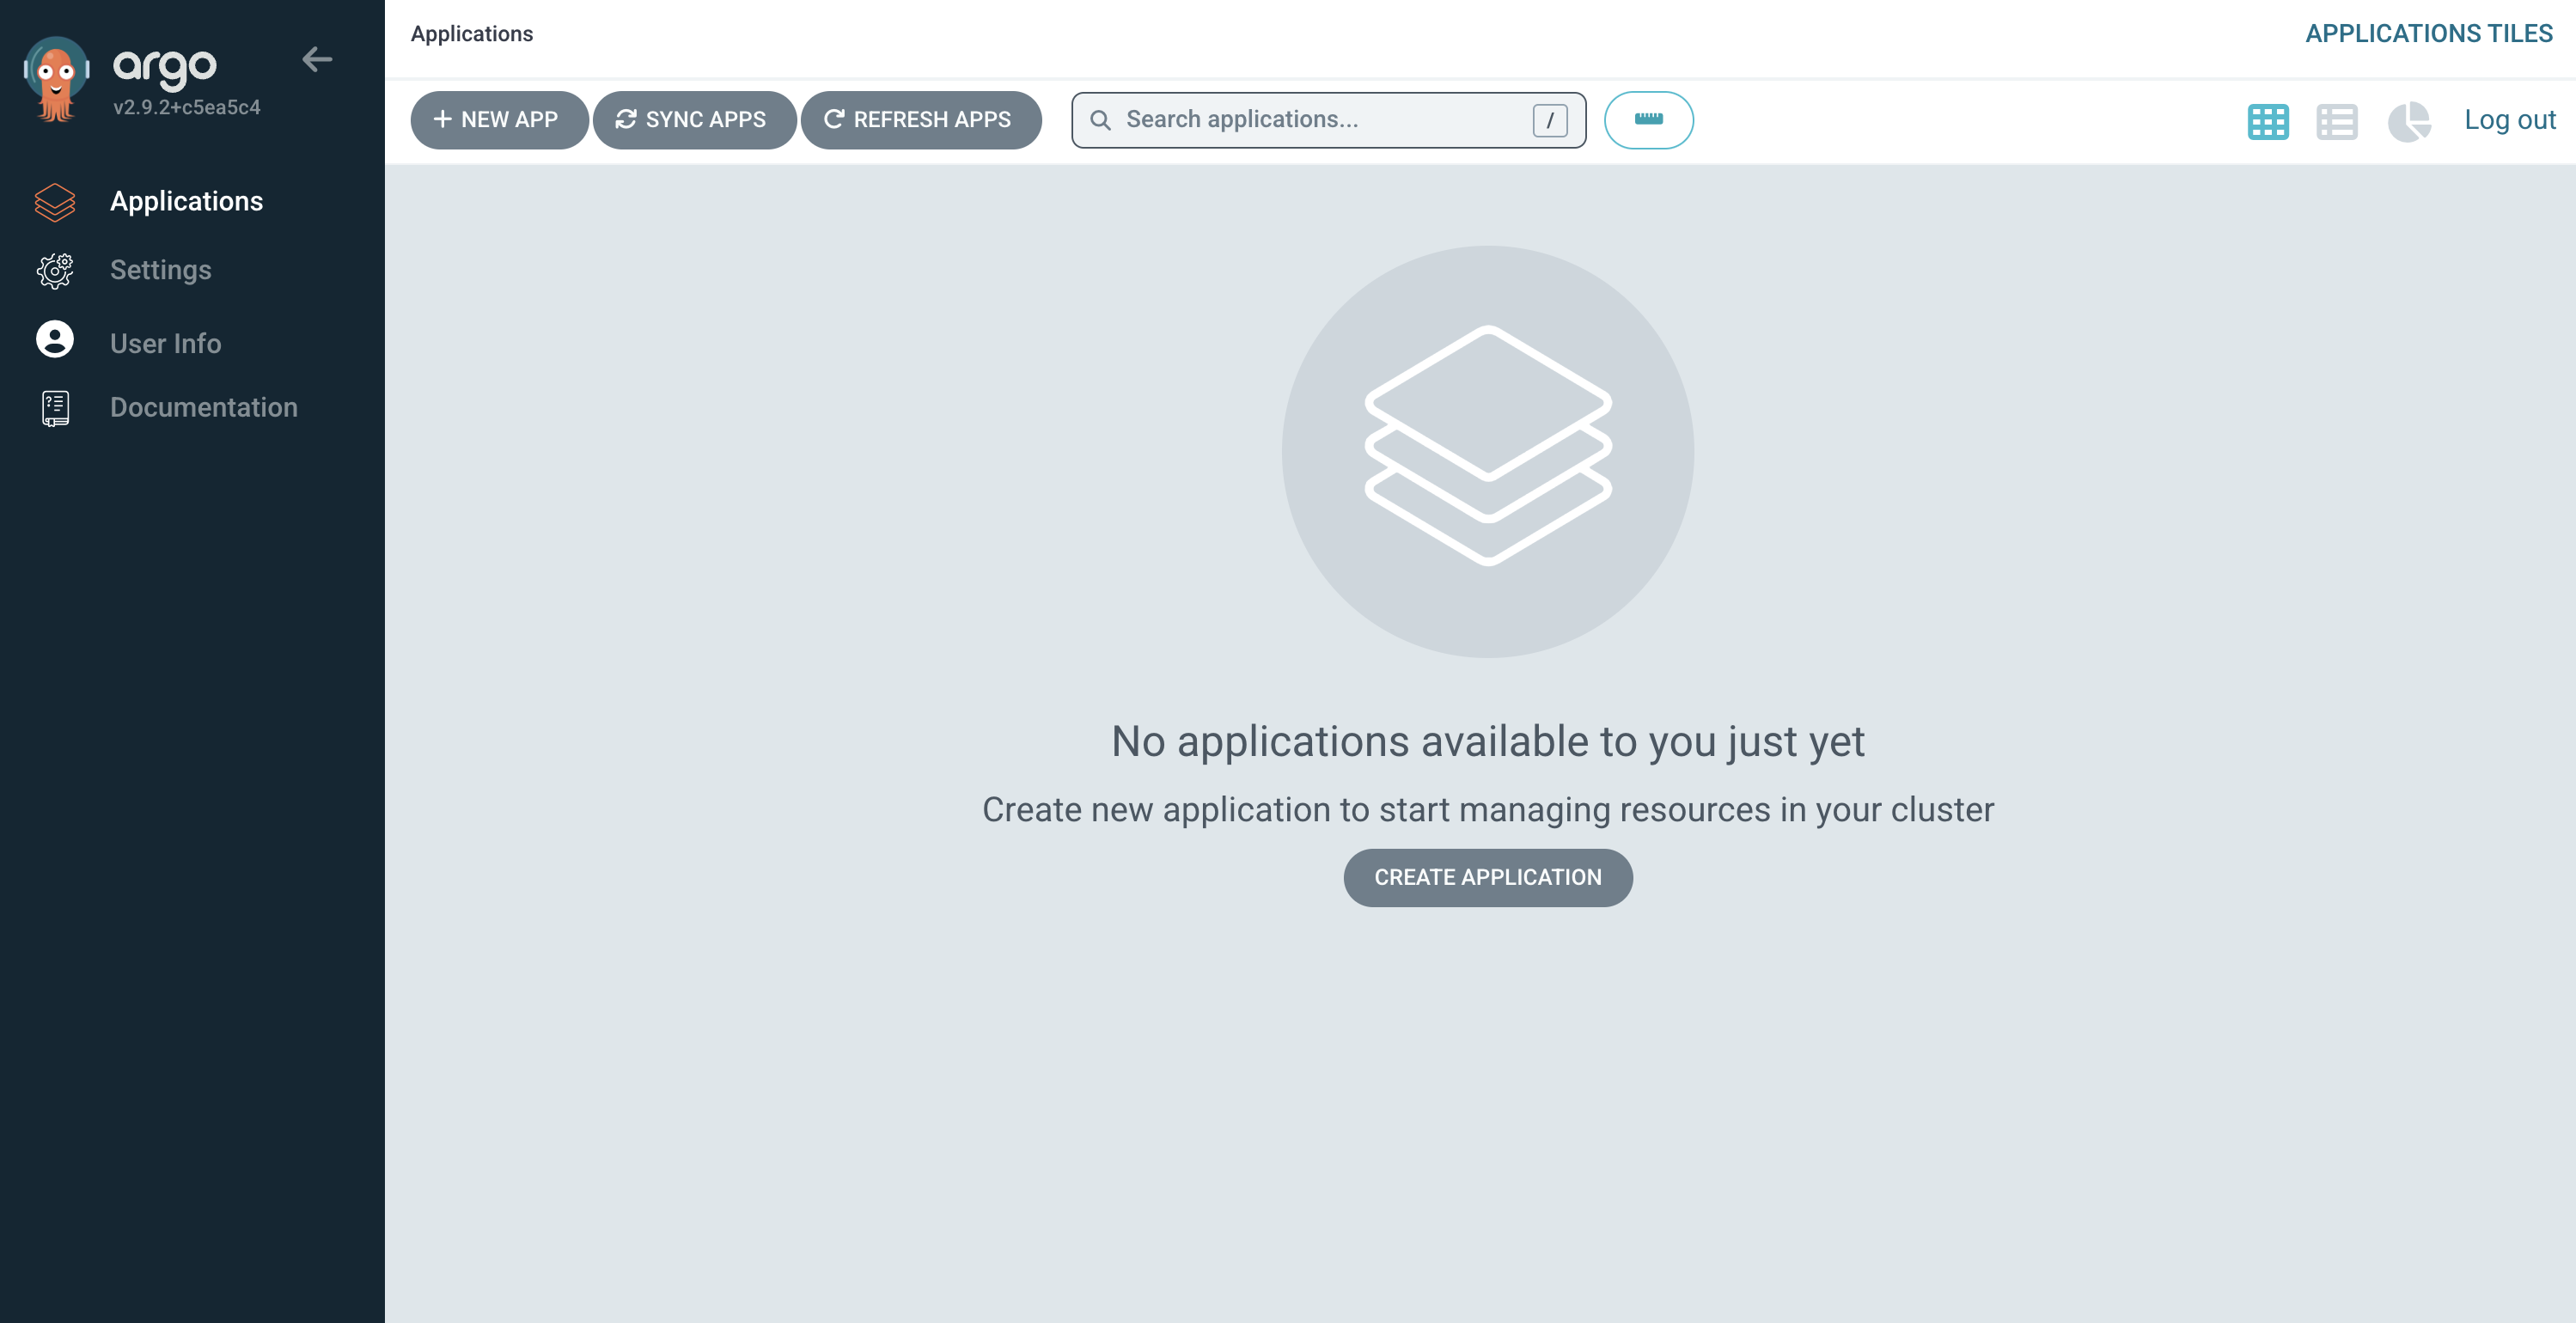 argo
v2.9.2+c5ea5c4
Applications
Settings
User Info
Documentation
Applications
APPLICATIONS TILES
NEW APP
SYNC APPS
REFRESH APPS
Search applications...
/
Log out
No applications available to you just yet
Create new application to start managing resources in your cluster
CREATE APPLICATION